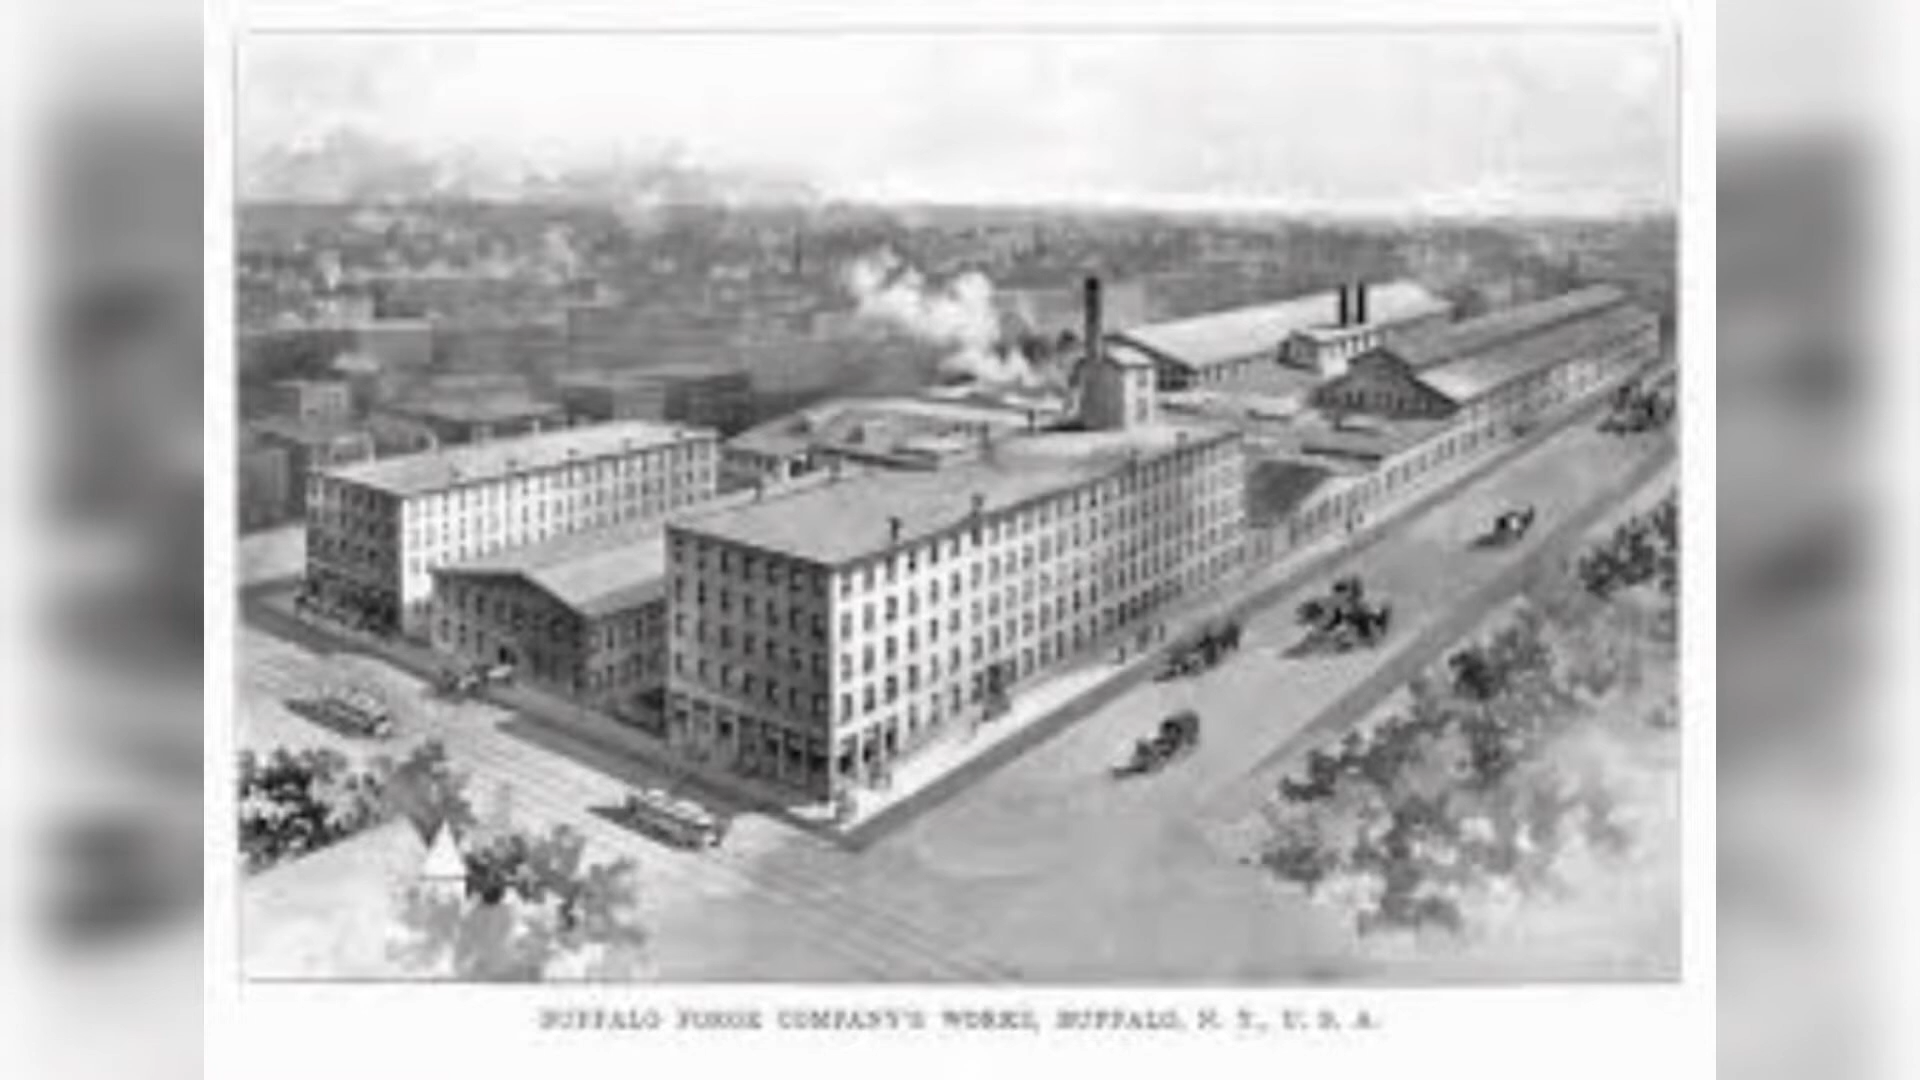 BUFFALO FORGE COMPANY'S WORKS, BUFFALO, N. Y., U. S. A.